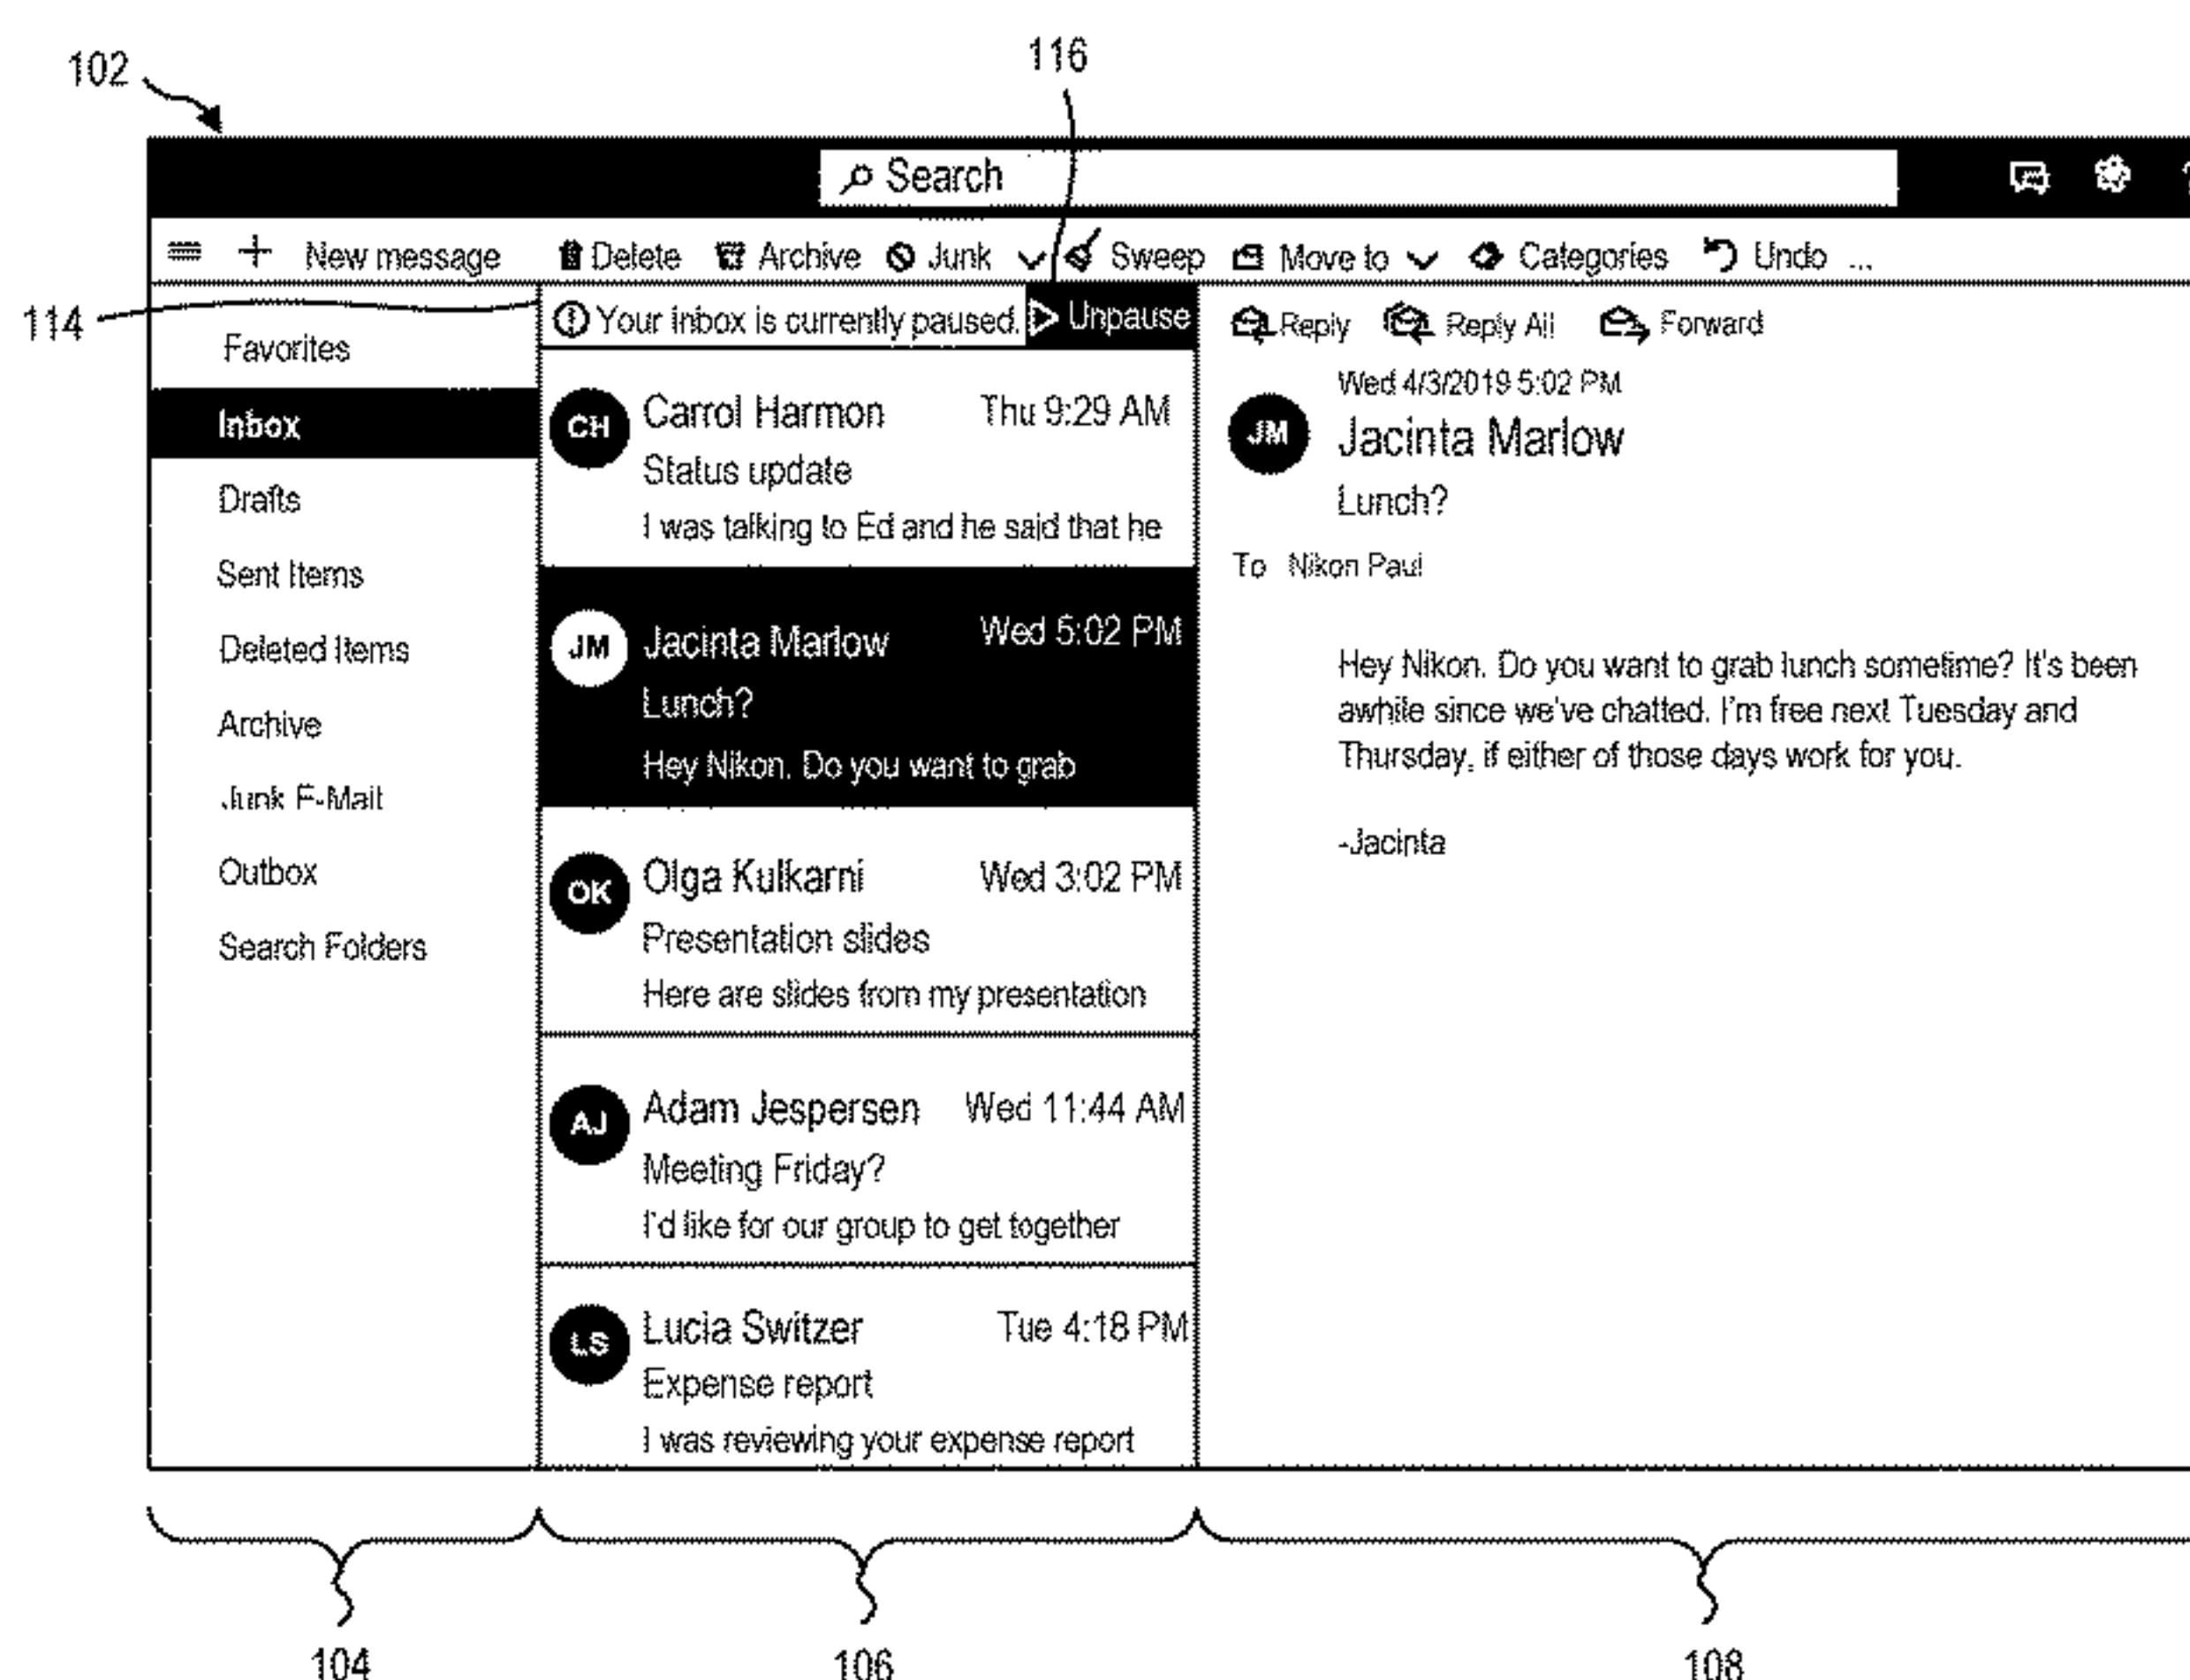 102
116
Search
New message Delete Archive Junk Sweep Move to Categories Undo ...
114
Favorites
Inbox
Drafts
Sent Items
Deleted Items
Archive
Junk E-Mail
Outbox
Search Folders
Your inbox is currently paused. Unpause
CH Carrol Harmon Thu 9:29 AM
Status update
I was talking to Ed and he said that he
JM Jacinta Marlow Wed 5:02 PM
Lunch?
Hey Nikon. Do you want to grab
OK Olga Kulkarni Wed 3:02 PM
Presentation slides
Here are slides from my presentation
AJ Adam Jespersen Wed 11:44 AM
Meeting Friday?
I'd like for our group to get together
LS Lucia Switzer Tue 4:18 PM
Expense report
I was reviewing your expense report
Reply Reply All Forward
Wed 4/3/2019 5:02 PM
JM Jacinta Marlow
Lunch?
To Nikon Paul
Hey Nikon. Do you want to grab lunch sometime? It's been
awhile since we've chatted. I'm free next Tuesday and
Thursday, if either of those days work for you.
-Jacinta
104
106
108